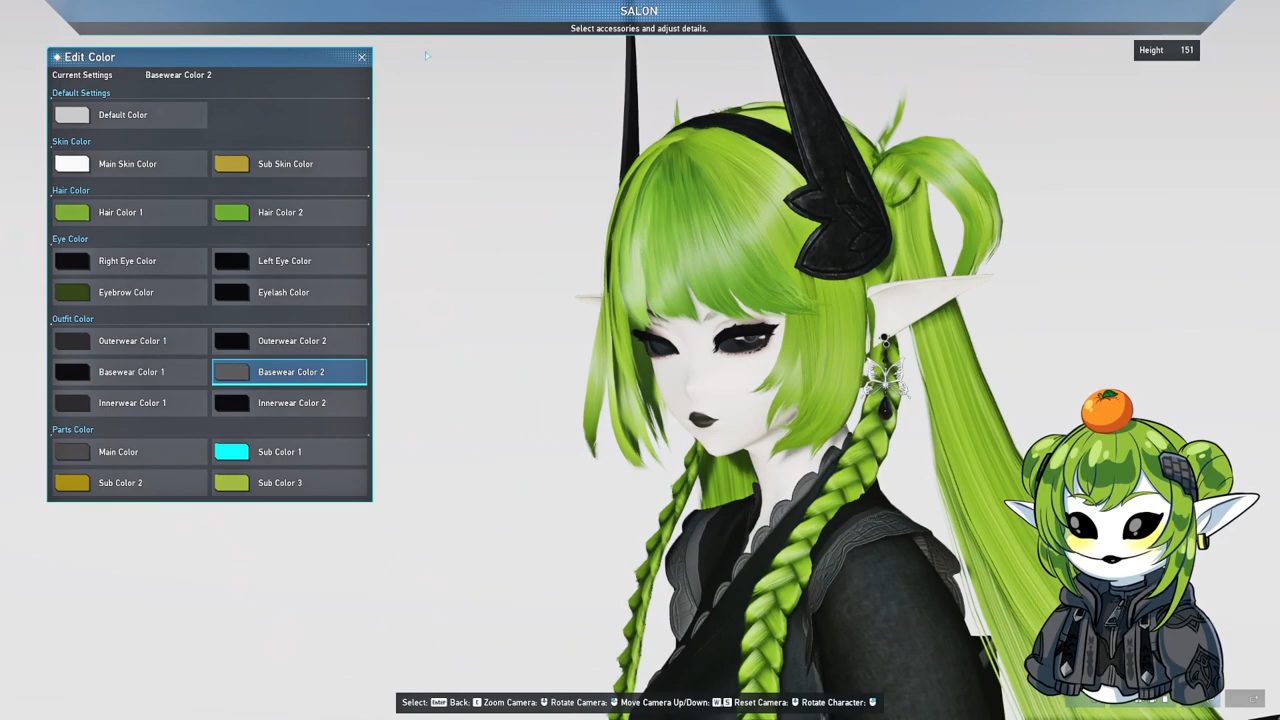 SALON
Select accessories and adjust details.
Height 151
Edit Color
Current Settings Basewear Color 2
Default Settings
Default Color
Skin Color
Main Skin Color Sub Skin Color
Hair Color
Hair Color 1 Hair Color 2
Eye Color
Right Eye Color Left Eye Color
Eyebrow Color Eyelash Color
Outfit Color
Outerwear Color 1 Outerwear Color 2
Basewear Color 1 Basewear Color 2
Innerwear Color 1 Innerwear Color 2
Parts Color
Main Color Sub Color 1
Sub Color 2 Sub Color 3
Select: Enter Back: Zoom Camera: Rotate Camera: Move Camera Up/Down: W,S Reset Camera: Rotate Character: